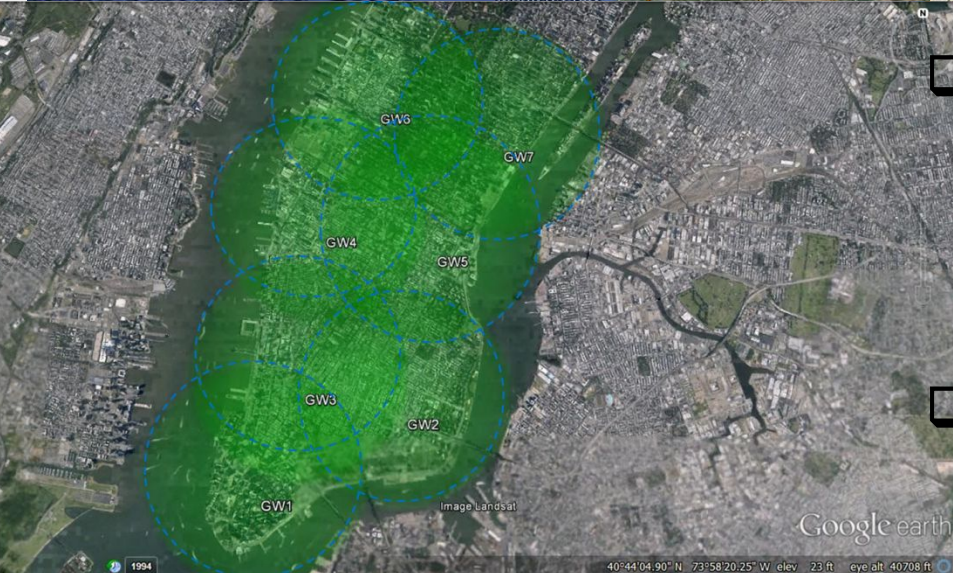 N
GW6
GW7
GW4
GW5
GW3
GW2
GW1
Image Landsat
Google earth
1994
40°44'04.90" N 73°58'20.25" W elev 23 ft eye alt 40708 ft